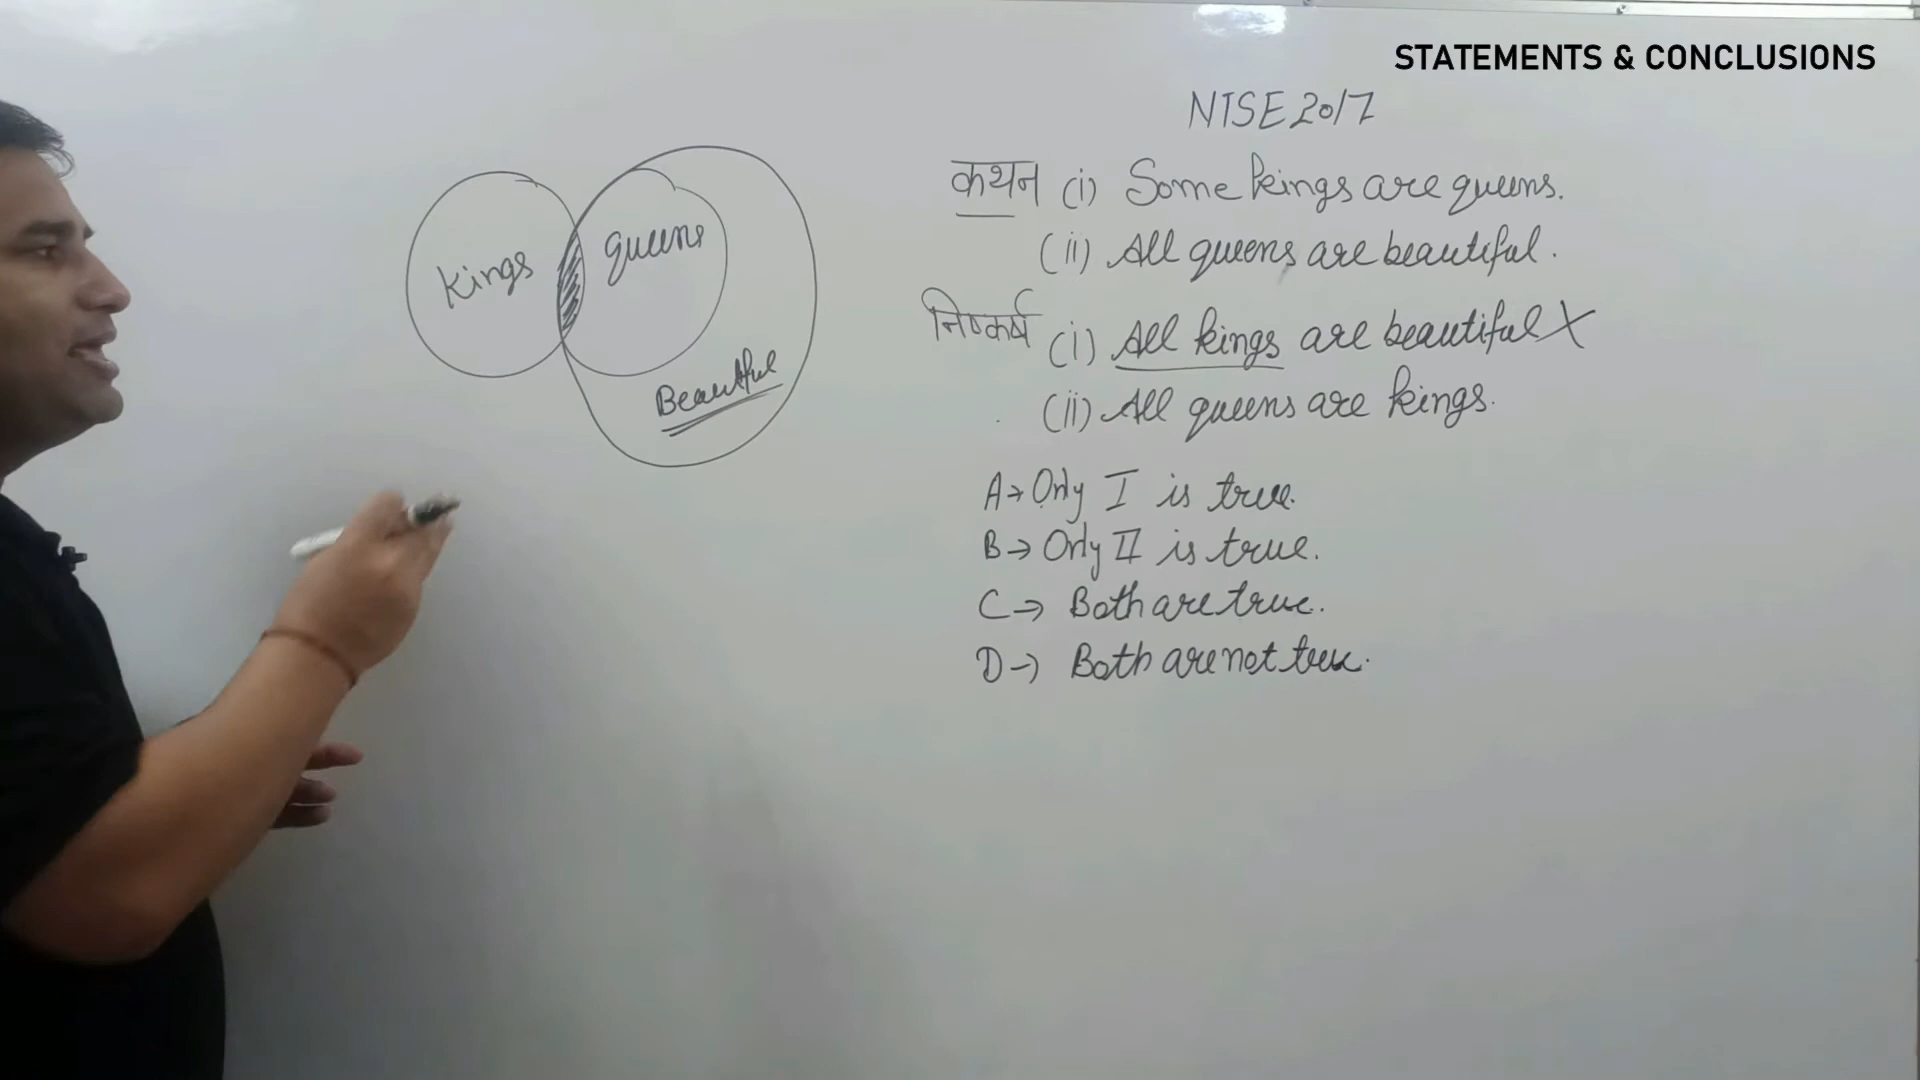 STATEMENTS & CONCLUSIONS
NTSE 2017
कथन (i) Some kings are queens.
(ii) All queens are beautiful.
निष्कर्ष (i) All kings are beautiful X
(ii) All queens are kings.
A→ Only I is true.
B→ Only II is true.
C→ Both are true.
D→ Both are not true.
kings
queens
Beautiful